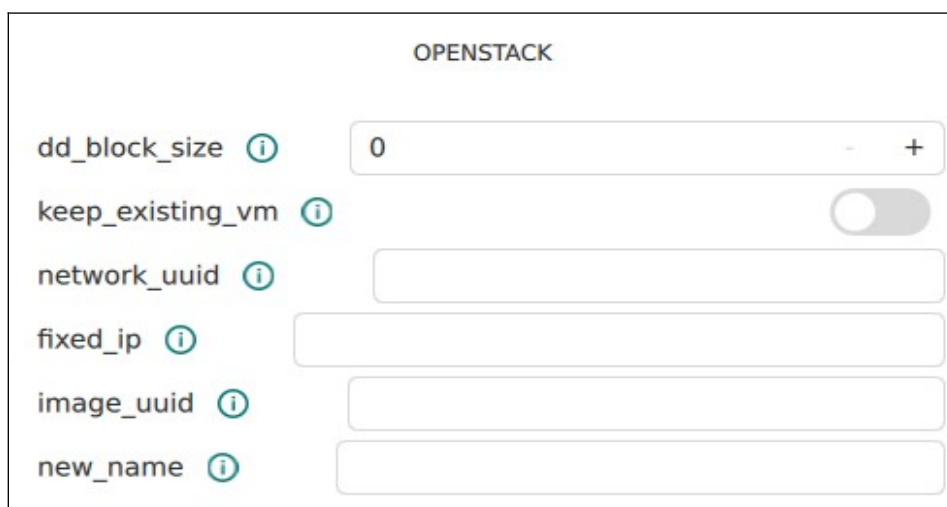 OPENSTACK
dd_block_size 0 - +
keep_existing_vm
network_uuid
fixed_ip
image_uuid
new_name